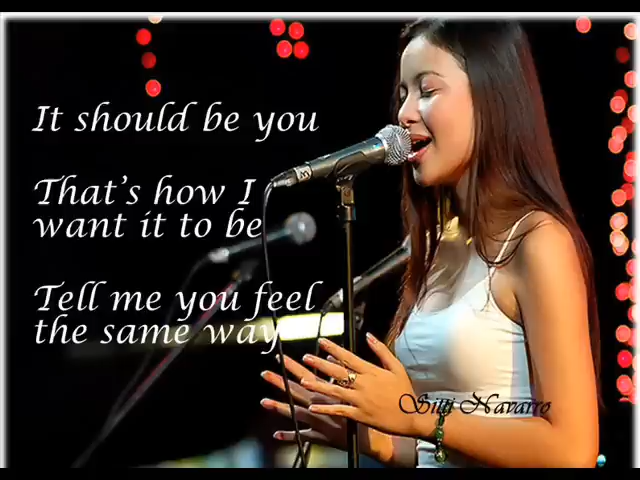 It should be you
That's how I
want it to be
Tell me you feel
the same way
Sitti Navarro